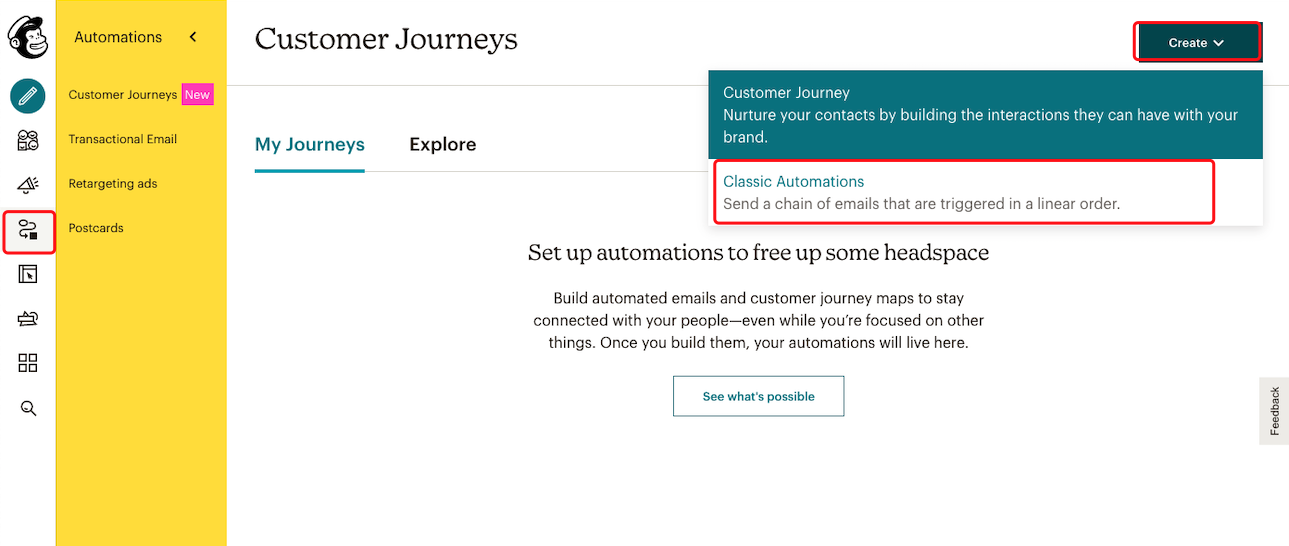 Automations
Customer Journeys New
Transactional Email
Retargeting ads
Postcards
Customer Journeys
Create
Customer Journey
Nurture your contacts by building the interactions they can have with your
brand.
Classic Automations
Send a chain of emails that are triggered in a linear order.
My Journeys
Explore
Set up automations to free up some headspace
Build automated emails and customer journey maps to stay
connected with your people—even while you’re focused on other
things. Once you build them, your automations will live here.
See what's possible
Feedback